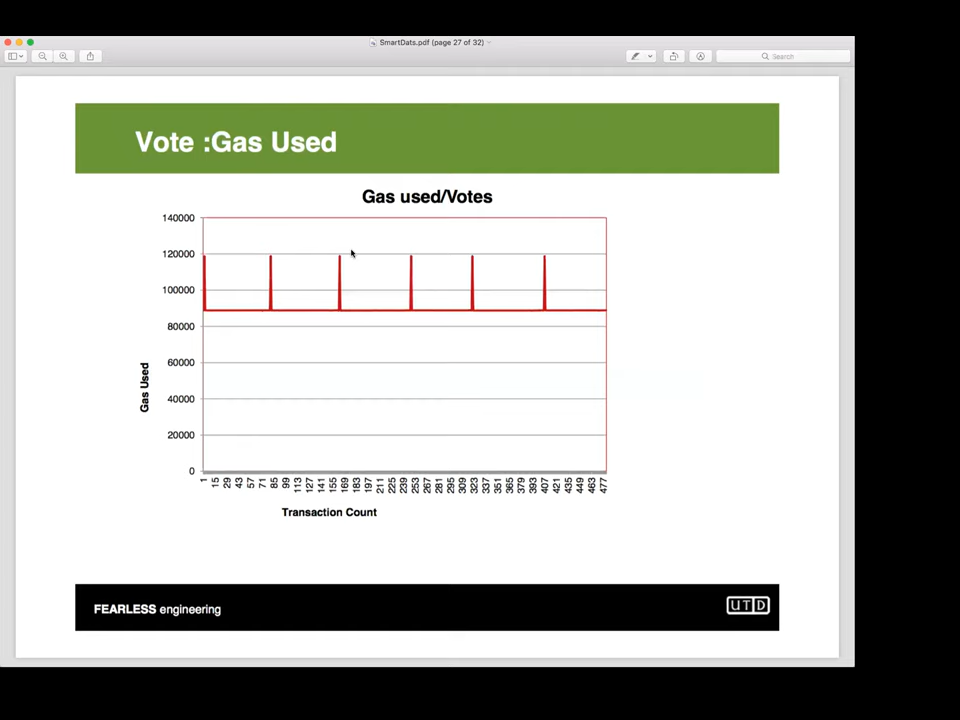 SmartDats.pdf (page 27 of 32)
Search
Vote :Gas Used
Gas used/Votes
140000
120000
100000
80000
60000
40000
20000
0
Gas Used
1 15 29 43 57 71 85 99 113 127 141 155 169 183 197 211 225 239 253 267 281 295 309 323 337 351 365 379 393 407 421 435 449 463 477
Transaction Count
FEARLESS engineering
UTD